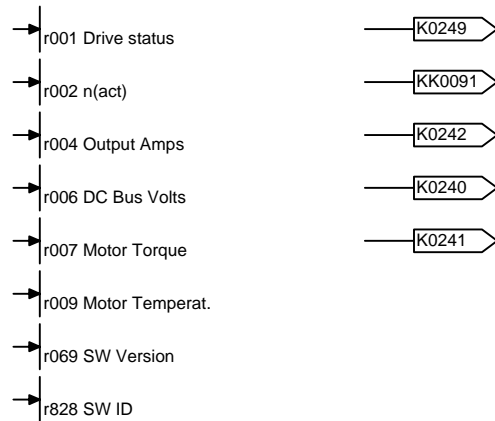 r001 Drive status K0249
r002 n(act) KK0091
r004 Output Amps K0242
r006 DC Bus Volts K0240
r007 Motor Torque K0241
r009 Motor Temperat.
r069 SW Version
r828 SW ID